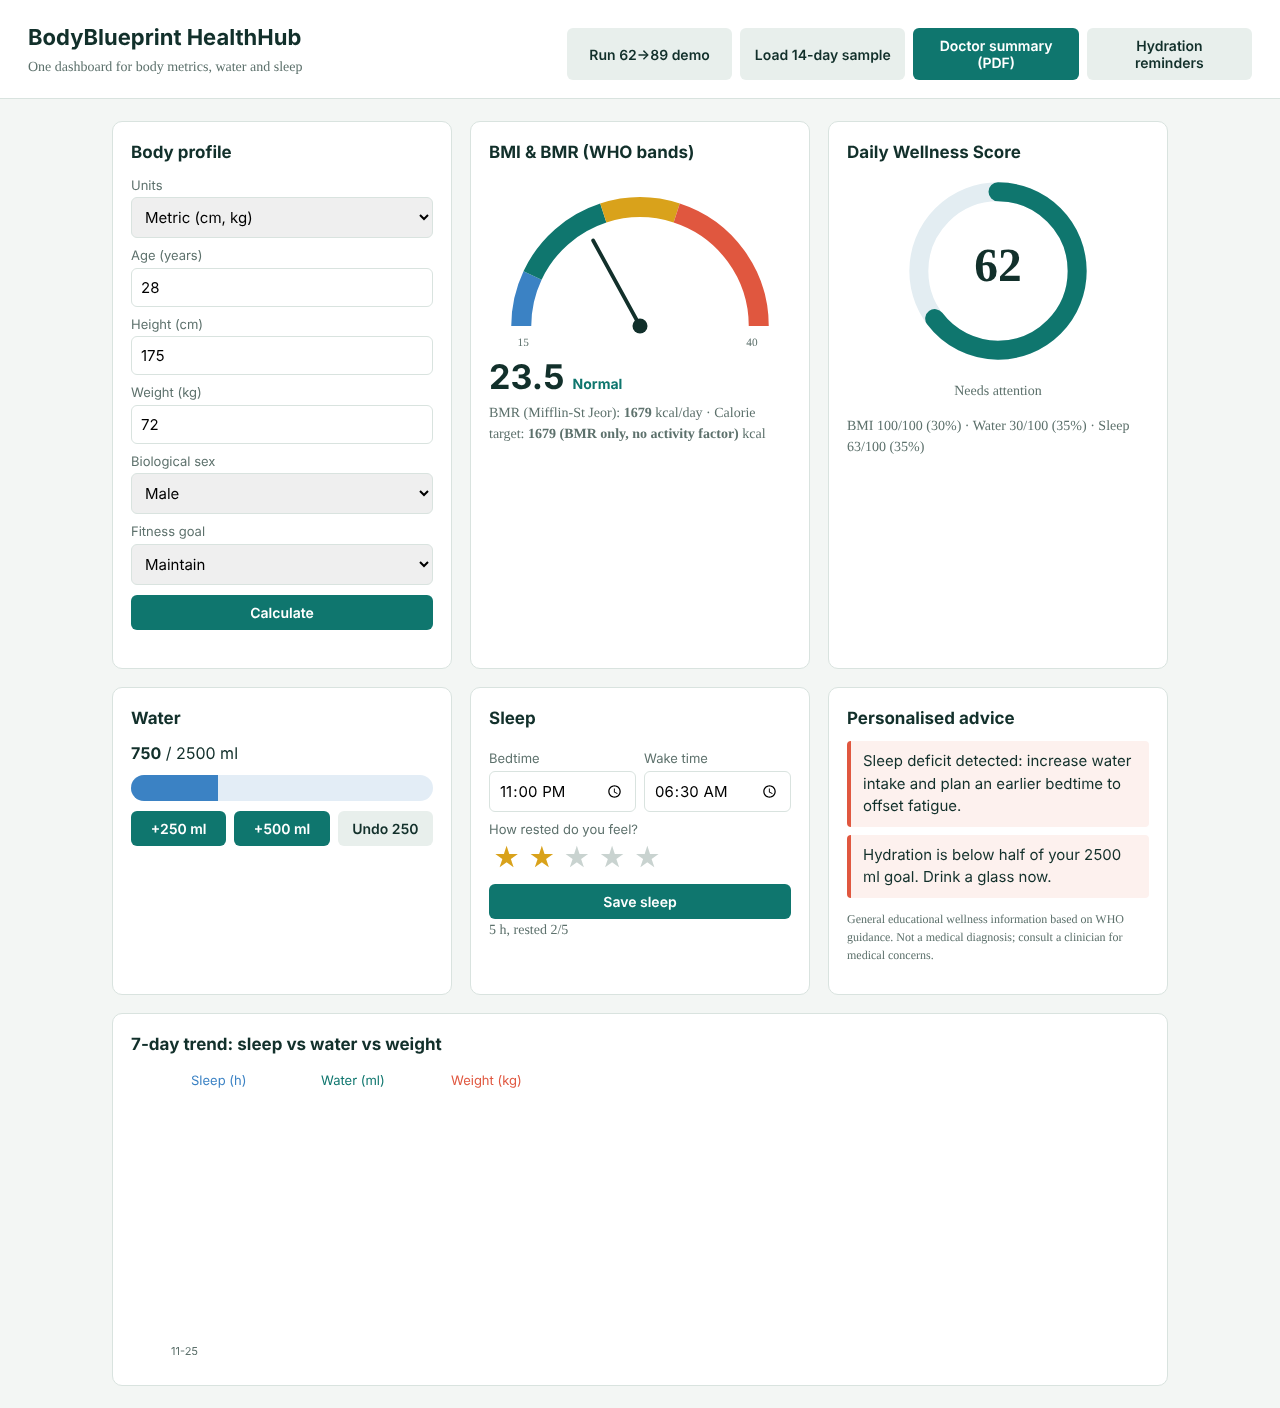 BodyBlueprint HealthHub
One dashboard for body metrics, water and sleep
Run 62→89 demo
Load 14-day sample
Doctor summary
(PDF)
Hydration
reminders
Body profile
Units
Metric (cm, kg)
Age (years)
28
Height (cm)
175
Weight (kg)
72
Biological sex
Male
Fitness goal
Maintain
Calculate
BMI & BMR (WHO bands)
15
40
23.5 Normal
BMR (Mifflin-St Jeor): 1679 kcal/day · Calorie
target: 1679 (BMR only, no activity factor) kcal
Daily Wellness Score
62
Needs attention
BMI 100/100 (30%) · Water 30/100 (35%) · Sleep
63/100 (35%)
Water
750 / 2500 ml
+250 ml
+500 ml
Undo 250
Sleep
Bedtime
Wake time
11:00 PM
06:30 AM
How rested do you feel?
★ ★ ★ ★ ★
Save sleep
5 h, rested 2/5
Personalised advice
Sleep deficit detected: increase water
intake and plan an earlier bedtime to
offset fatigue.
Hydration is below half of your 2500
ml goal. Drink a glass now.
General educational wellness information based on WHO
guidance. Not a medical diagnosis; consult a clinician for
medical concerns.
7-day trend: sleep vs water vs weight
Sleep (h)
Water (ml)
Weight (kg)
11-25